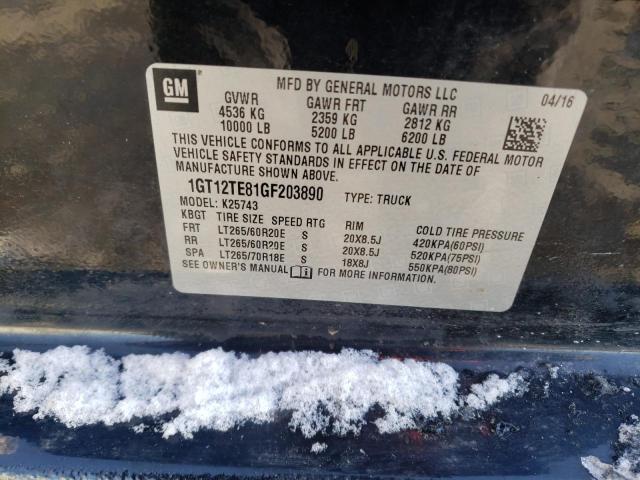 GM
MFD BY GENERAL MOTORS LLC
04/16
GVWR GAWR FRT GAWR RR
4536 KG 2359 KG 2812 KG
10000 LB 5200 LB 6200 LB
THIS VEHICLE CONFORMS TO ALL APPLICABLE U.S. FEDERAL MOTOR
VEHICLE SAFETY STANDARDS IN EFFECT ON THE DATE OF
MANUFACTURE SHOWN ABOVE.
1GT12TE81GF203890 TYPE: TRUCK
MODEL: K25743
KBGT TIRE SIZE SPEED RTG RIM COLD TIRE PRESSURE
FRT LT265/60R20E S 20X8.5J 420KPA(60PSI)
RR LT265/60R20E S 20X8.5J 520KPA(75PSI)
SPA LT265/70R18E S 18X8J 550KPA(80PSI)
SEE OWNER'S MANUAL FOR MORE INFORMATION.